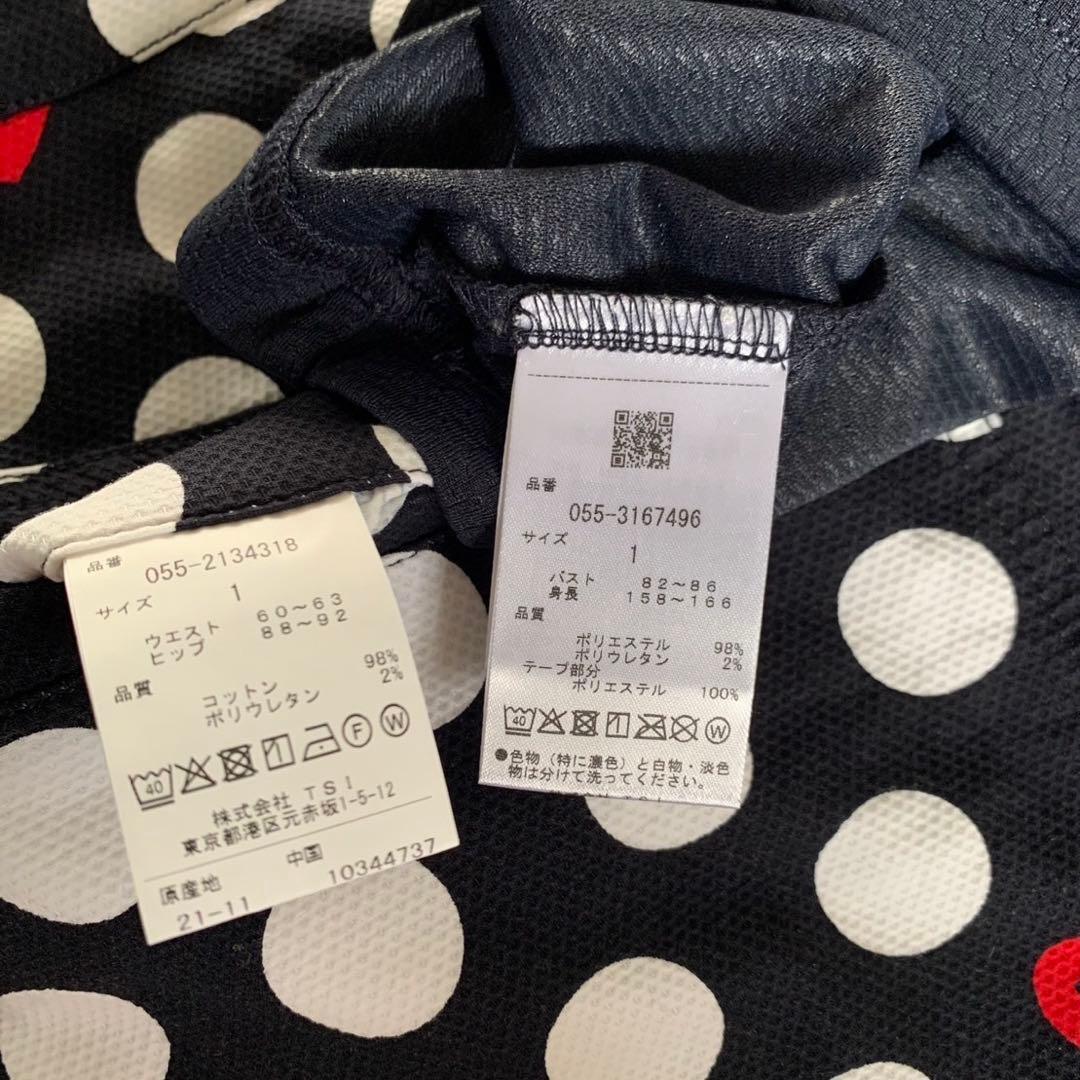 品番 055-2134318
サイズ 1
ウエスト 60~63
ヒップ 88~92
品質
コットン 98%
ポリウレタン 2%
40 F W
株式会社 TSI
東京都港区元赤坂1-5-12
原産地 中国
21-11 10344737
品番
055-3167496
サイズ
1
バスト 82~86
身長 158~166
品質
ポリエステル 98%
ポリウレタン 2%
テープ部分
ポリエステル 100%
40 W
●色物(特に濃色)と白物・淡色
物は分けて洗ってください。